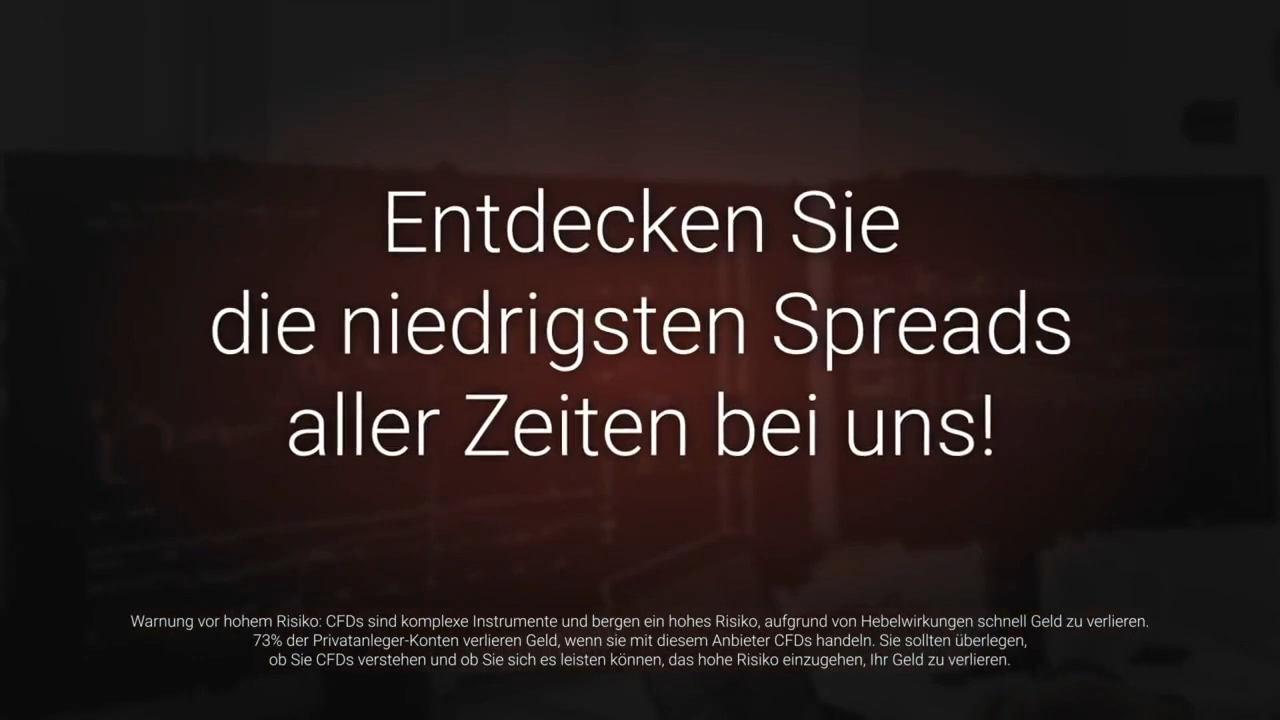 Entdecken Sie
die niedrigsten Spreads
aller Zeiten bei uns!
Warnung vor hohem Risiko: CFDs sind komplexe Instrumente und bergen ein hohes Risiko, aufgrund von Hebelwirkungen schnell Geld zu verlieren.
73% der Privatanleger-Konten verlieren Geld, wenn sie mit diesem Anbieter CFDs handeln. Sie sollten überlegen,
ob Sie CFDs verstehen und ob Sie sich es leisten können, das hohe Risiko einzugehen, Ihr Geld zu verlieren.